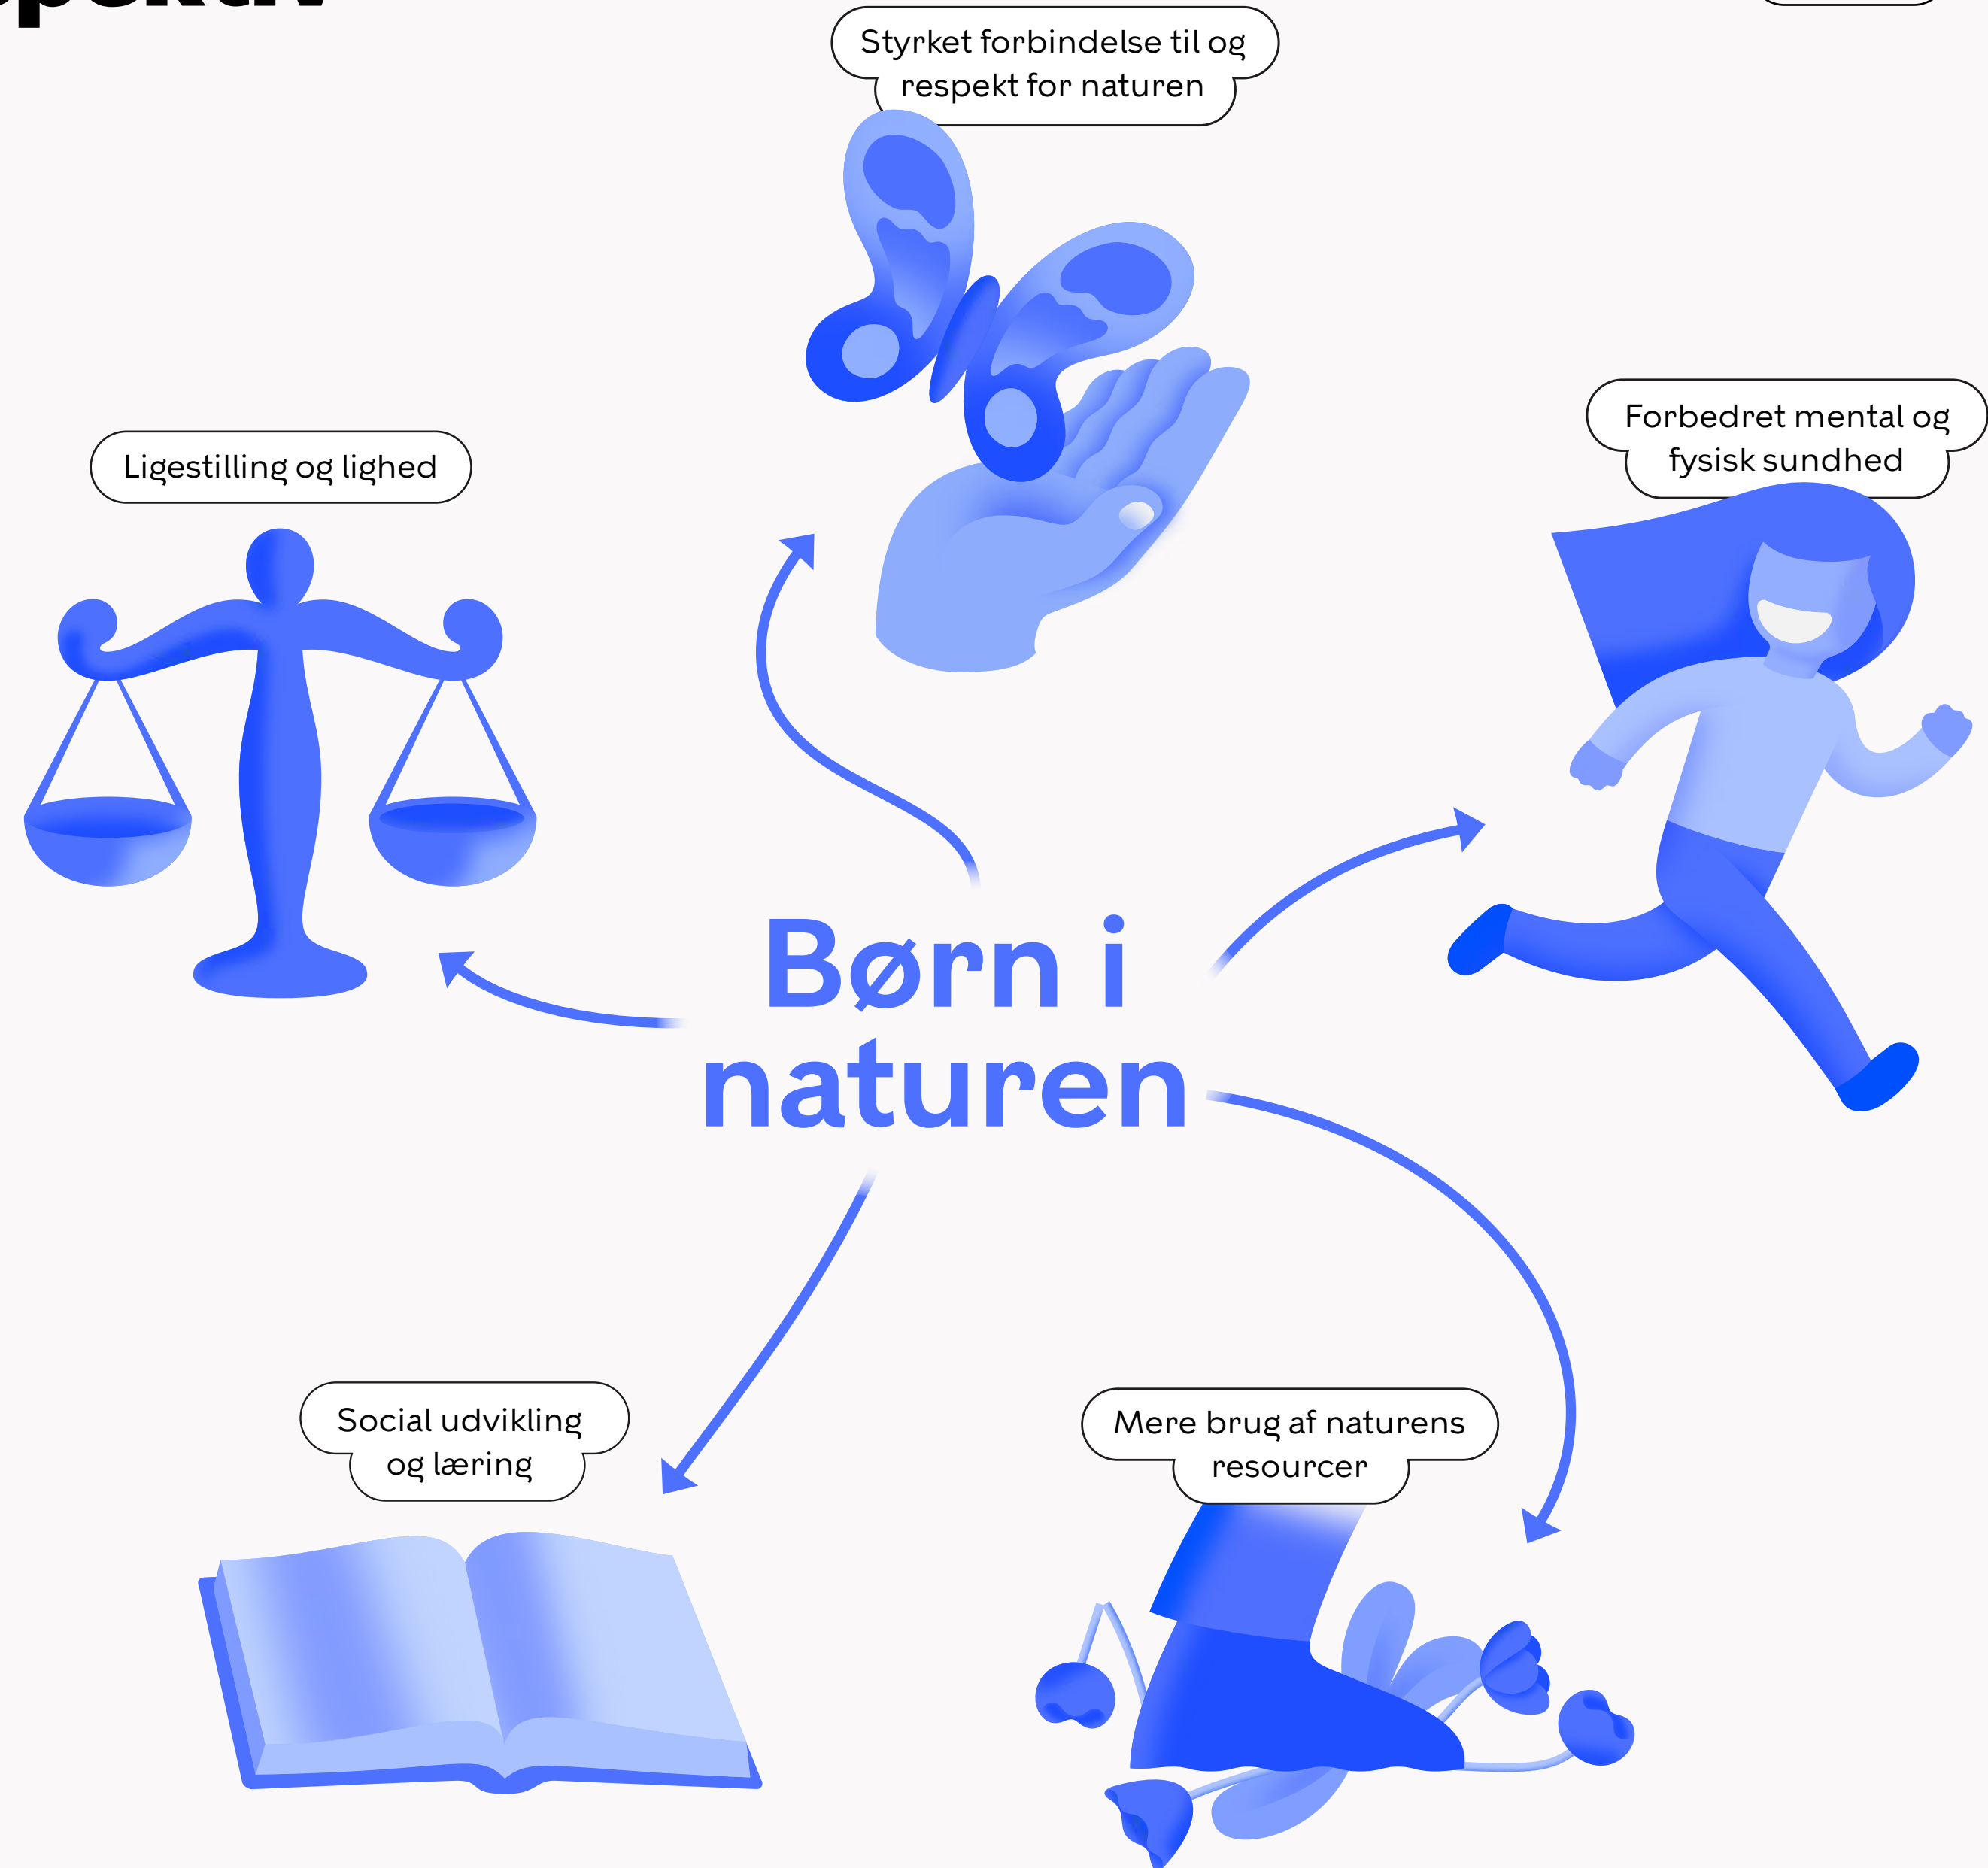 Styrket forbindelse til og
respekt for naturen
Forbedret mental og
fysisk sundhed
Ligestilling og lighed
Børn i
naturen
Social udvikling
og læring
Mere brug af naturens
resourcer